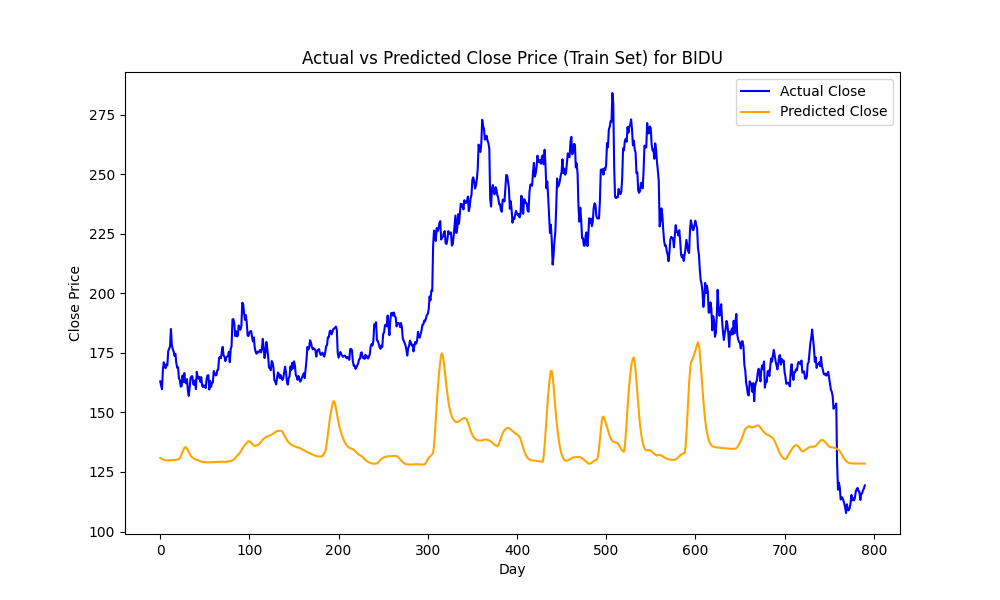 Actual vs Predicted Close Price (Train Set) for BIDU
Actual Close
Predicted Close
Close Price
275
250
225
200
175
150
125
100
0 100 200 300 400 500 600 700 800
Day